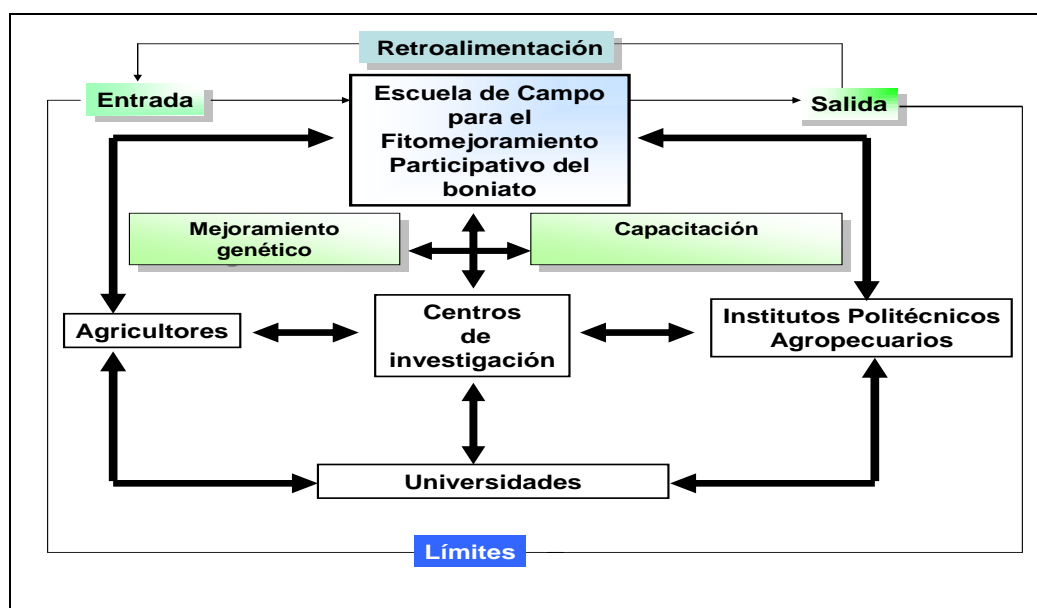 Retroalimentación
Entrada
Escuela de Campo
para el
Fitomejoramiento
Participativo del
boniato
Salida
Mejoramiento
genético
Capacitación
Agricultores
Centros
de
investigación
Institutos Politécnicos
Agropecuarios
Universidades
Límites